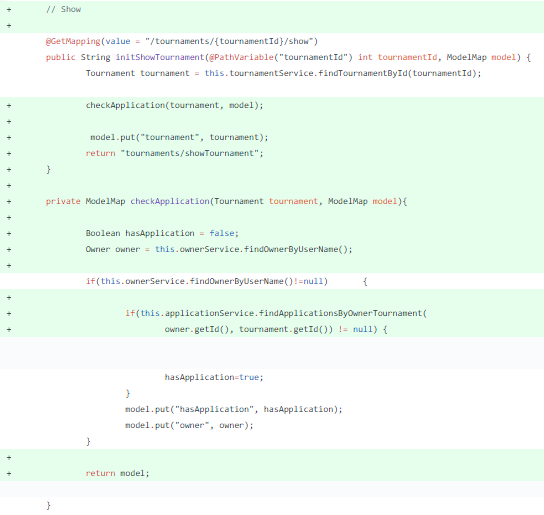 + // Show
+
@GetMapping(value = "/tournaments/{tournamentId}/show")
public String initShowTournament(@PathVariable("tournamentId") int tournamentId, ModelMap model) {
Tournament tournament = this.tournamentService.findTournamentById(tournamentId);
+ checkApplication(tournament, model);
+
+ model.put("tournament", tournament);
+ return "tournaments/showTournament";
+ }
+
+ private ModelMap checkApplication(Tournament tournament, ModelMap model){
+
+ Boolean hasApplication = false;
+ Owner owner = this.ownerService.findOwnerByUserName();
+
if(this.ownerService.findOwnerByUserName()!=null) {
+
+ if(this.applicationService.findApplicationsByOwnerTournament(
+ owner.getId(), tournament.getId()) != null) {
hasApplication=true;
}
model.put("hasApplication", hasApplication);
model.put("owner", owner);
}
+
+ return model;
}